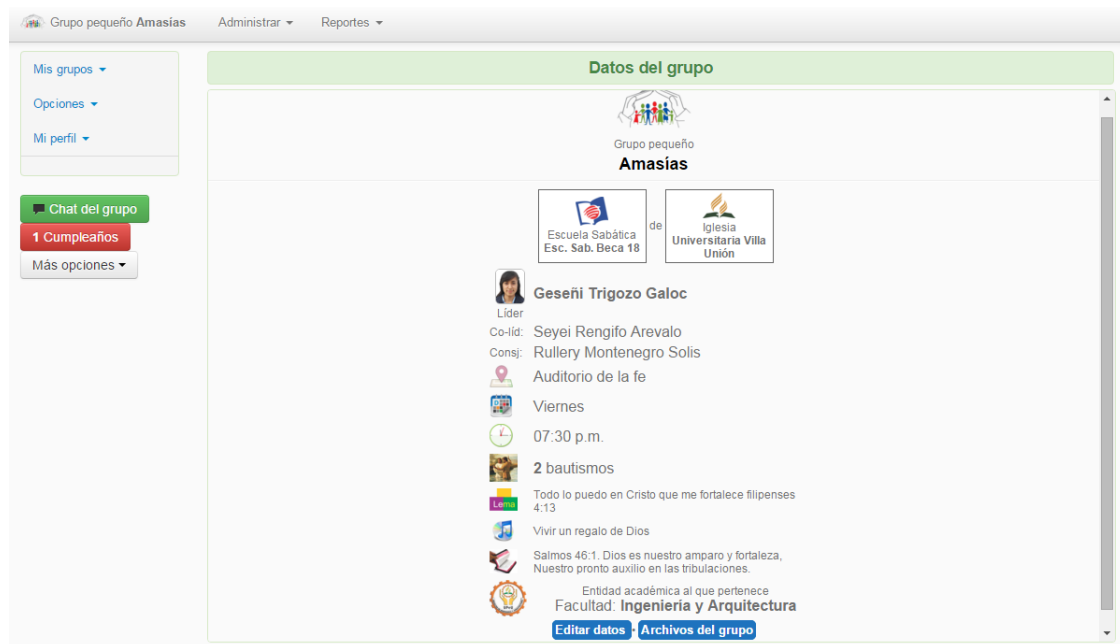 Grupo pequeño Amasías
Administrar
Reportes
Mis grupos
Opciones
Mi perfil
Chat del grupo
1 Cumpleaños
Más opciones
Datos del grupo
Grupo pequeño
Amasías
Escuela Sabática
Esc. Sab. Beca 18
de
Iglesia
Universitaria Villa
Unión
Líder
Geseñi Trigozo Galoc
Co-líd: Seyei Rengifo Arevalo
Consj: Rullery Montenegro Solis
Auditorio de la fe
Viernes
07:30 p.m.
2 bautismos
Lema
Todo lo puedo en Cristo que me fortalece filipenses
4:13
Vivir un regalo de Dios
Salmos 46:1. Dios es nuestro amparo y fortaleza,
Nuestro pronto auxilio en las tribulaciones.
Entidad académica al que pertenece
Facultad: Ingeniería y Arquitectura
Editar datos - Archivos del grupo